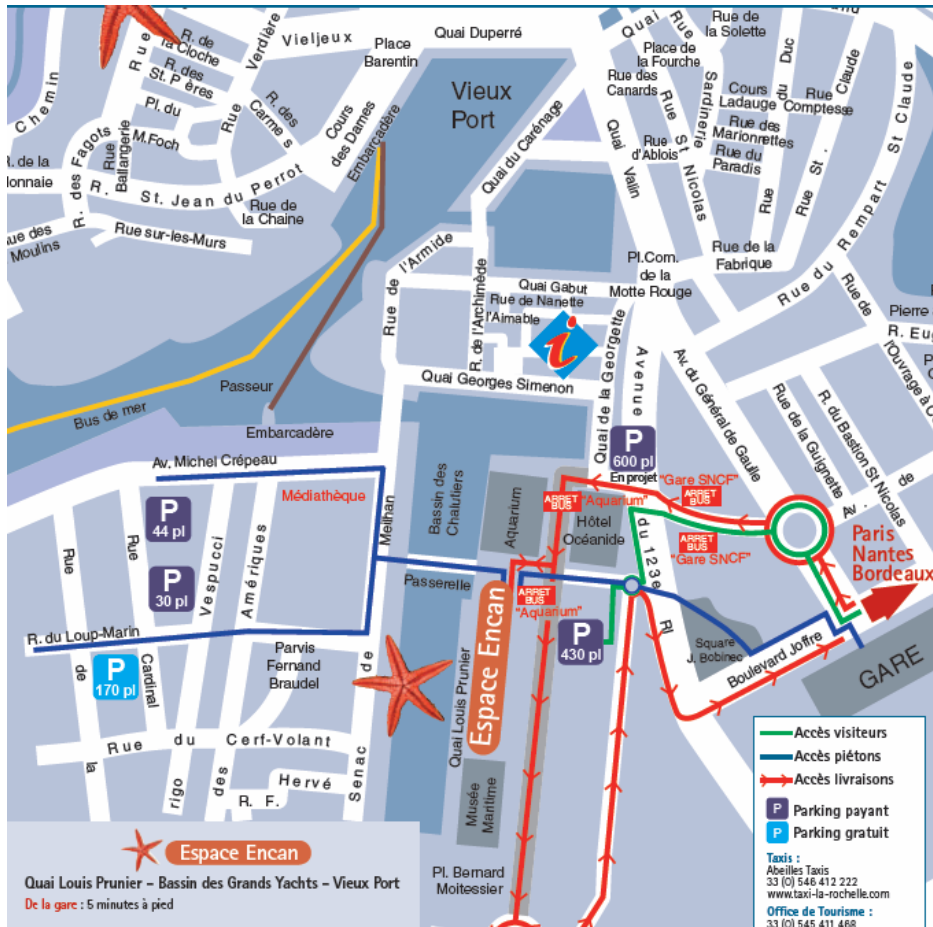 Chemin
Rue
R. de
la Cloche
Verdière
Vieljeux
Place
Barentin
Quai Duperré
Quai
Rue
Rue de
la Solette
Place de
la Fourche
Rue des
Canards
Sardinerie
Duc
du
Rue
Cours
Ladauge
Rue
Comptesse
Claude
St.
Rue
R. des
St. Pères
Pl. du
M.Foch
Rue
R. des
Carmes
Cours
des Dames
Embarcadère
Vieux
Port
Quai du Carénage
Quai
Valin
Rue
St Nicolas
Rue
d'Ablois
Rue des
Marionnettes
Rue du
Paradis
Rue du Rempart St Claude
R. de la
R. des Fagots
Rue
Ballangerie
R. St. Jean du Perrot
Rue de
la Chaine
Rue sur-les-Murs
Moulins
Rue de la
Fabrique
Rue de l'Armide
R. de l'Archimède
Quai Gabut
Rue de Nanette
l'Aimable
i
Pl.Com.
de la
Motte Rouge
Rue de
Pierre
R. Eug
Quai Georges Simenon
Quai de la Georgette
Avenue
Av. du Général de Gaulle
Rue de la Guignette
R. du Bastion St Nicolas
Av. de
Passeur
Bus de mer
Embarcadère
Av. Michel Crépeau
Médiathèque
Meilhan
Bassin des
Chalutiers
Aquarium
P
600 pl
En projet
"Gare SNCF"
ARRET
BUS
ARRET
BUS
"Aquarium"
Hôtel
Océanide
ARRET
BUS
"Gare SNCF"
du 123e
RI
Paris
Nantes
Bordeaux
P
44 pl
P
30 pl
Rue
Rue
Vespucci
Amériques
Passerelle
ARRET
BUS
"Aquarium"
P
430 pl
Square
J. Bobinec
Boulevard Joffre
GARE
R. du Loup-Marin
P
170 pl
de
la
Cardinal
Parvis
Fernand
Braudel
de
Senac
Quai Louis Prunier
Espace Encan
Rue du Cerf-Volant
rigo
des
R. F.
Hervé
Musée
Maritime
Pl. Bernard
Moitessier
Accès visiteurs
Accès piétons
Accès livraisons
P Parking payant
P Parking gratuit
Taxis :
Abeilles Taxis
33 (0) 546 412 222
www.taxi-la-rochelle.com
Office de Tourisme :
33 (0) 545 411 468
Espace Encan
Quai Louis Prunier – Bassin des Grands Yachts – Vieux Port
De la gare : 5 minutes à pied